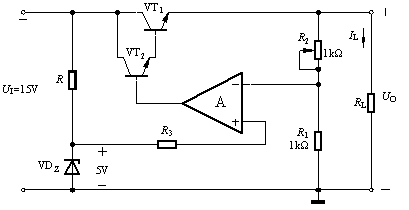 VT1
VT2
R2
1kΩ
IL
R
UI=15V
A
−
+
RL
UO
R3
R1
1kΩ
VDZ
+
5V
−